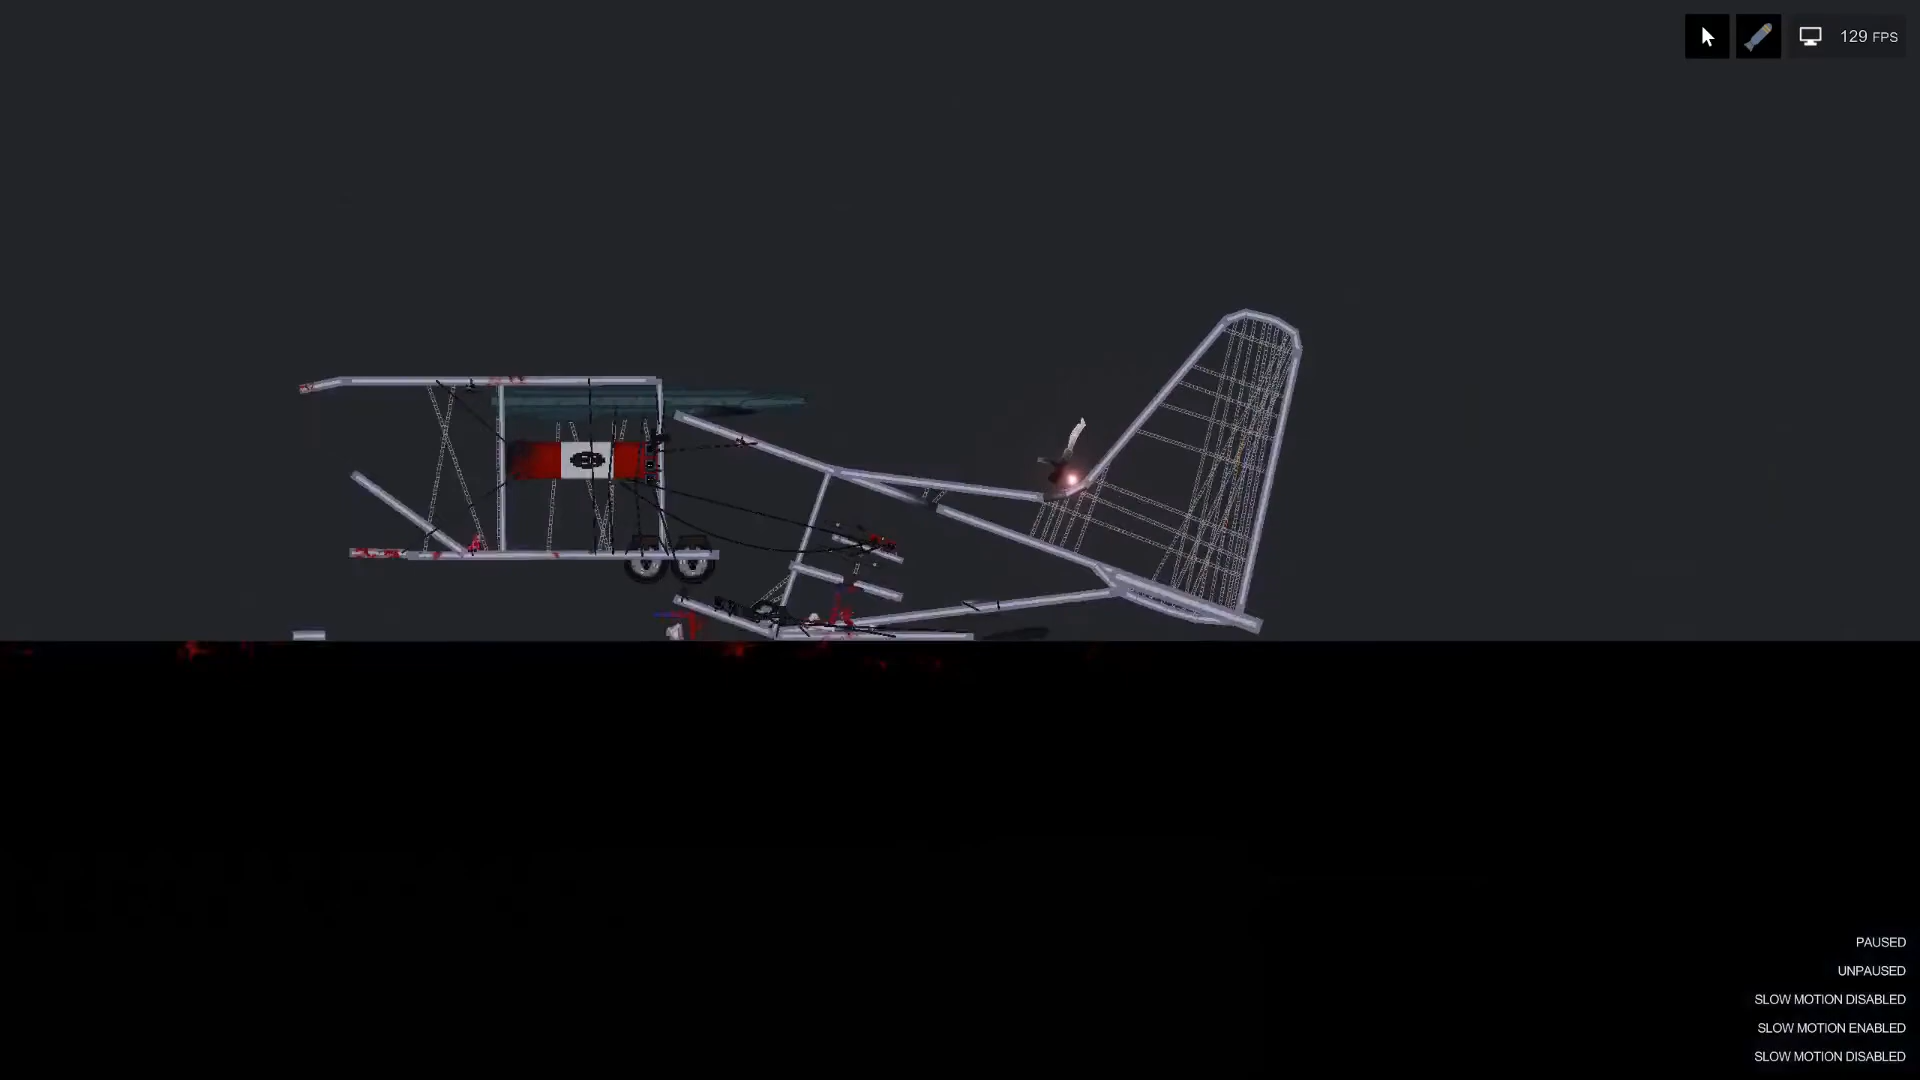 129 FPS
PAUSED
UNPAUSED
SLOW MOTION DISABLED
SLOW MOTION ENABLED
SLOW MOTION DISABLED